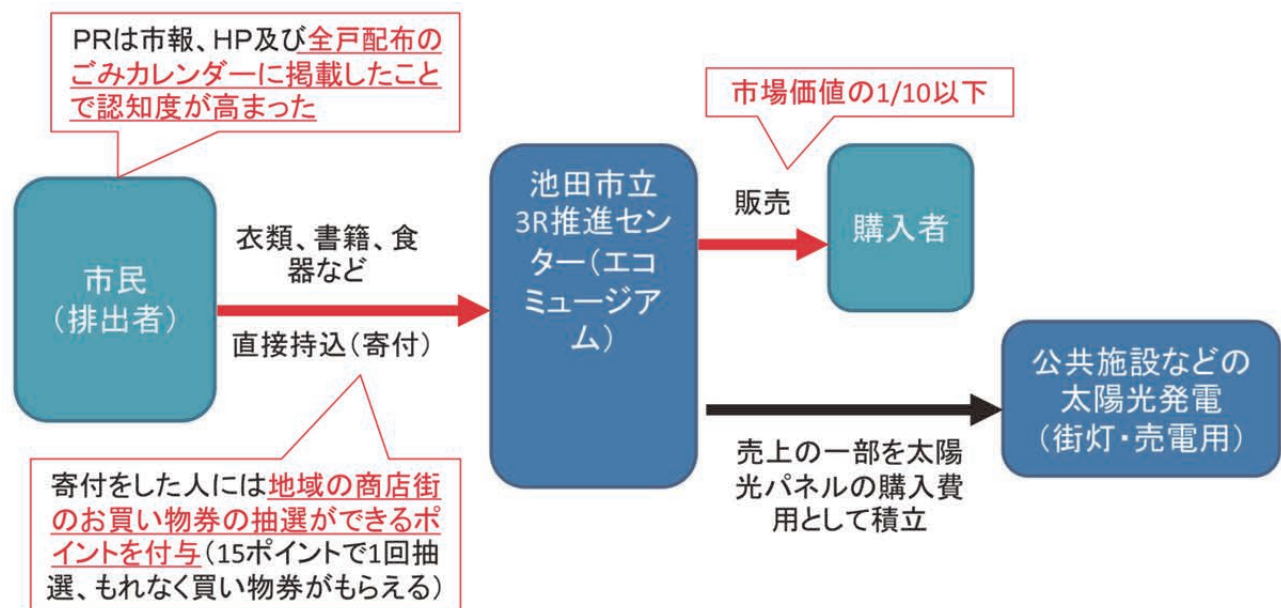 PRは市報、HP及び全戸配布の
ごみカレンダーに掲載したこと
で認知度が高まった
市場価値の1/10以下
市民
（排出者）
衣類、書籍、食
器など
直接持込（寄付）
池田市立
3R推進セン
ター（エコ
ミュージア
ム）
販売
購入者
公共施設などの
太陽光発電
（街灯・売電用）
売上の一部を太陽
光パネルの購入費
用として積立
寄付をした人には地域の商店街
のお買い物券の抽選ができるポ
イントを付与（15ポイントで1回抽
選、もれなく買い物券がもらえる）